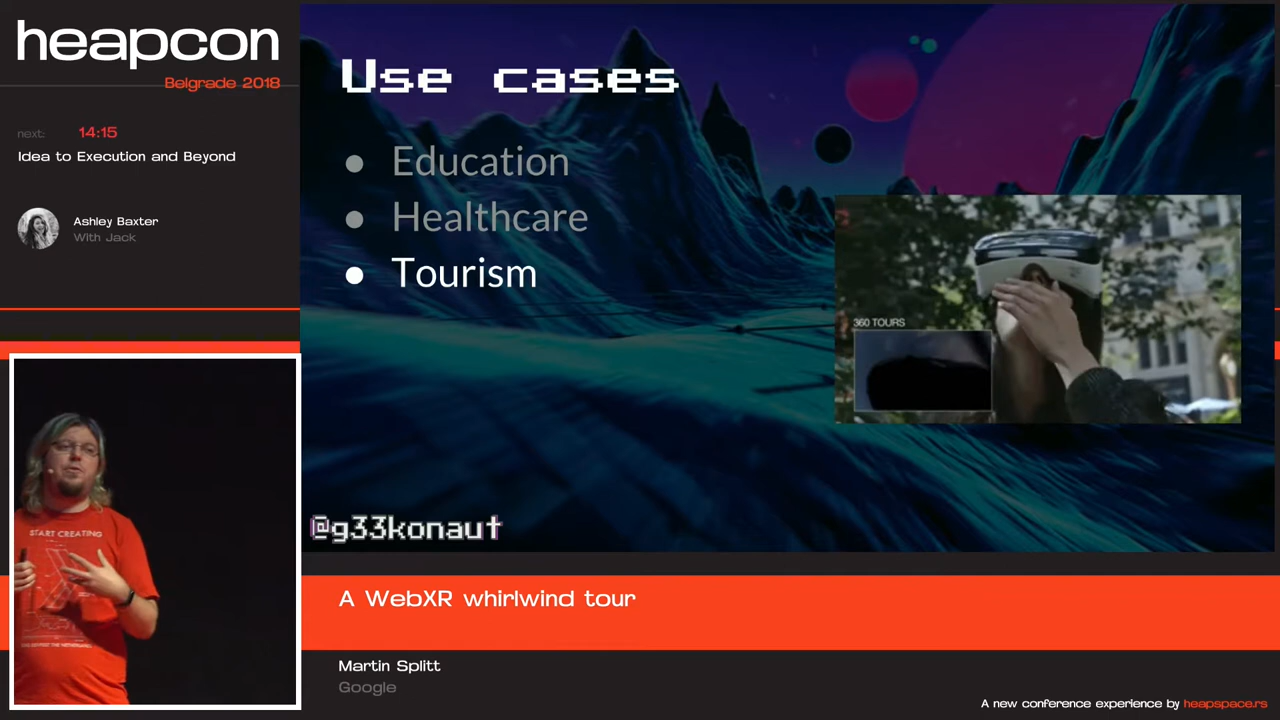 heapcon
Belgrade 2018
next: 14:15
Idea to Execution and Beyond
Ashley Baxter
With Jack
Use cases
● Education
● Healthcare
● Tourism
360 TOURS
@g33konaut
START CREATING
A WebXR whirlwind tour
Martin Splitt
Google
A new conference experience by heapspace.rs